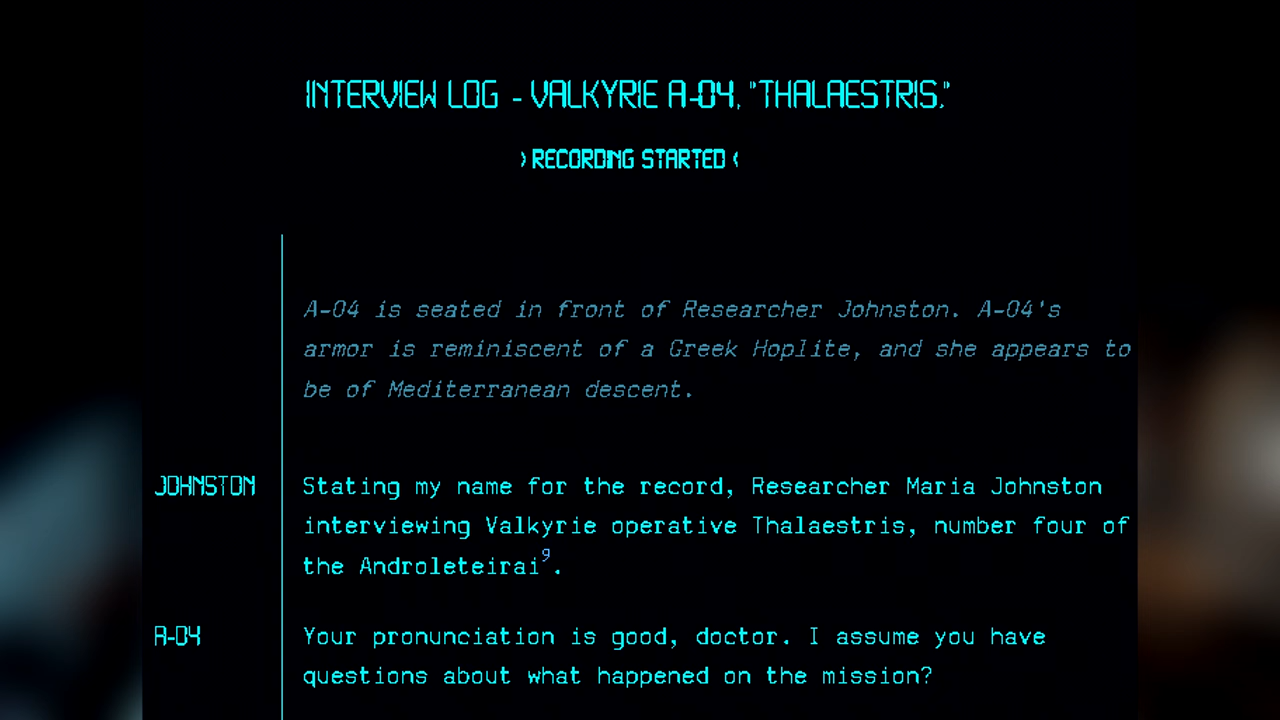 INTERVIEW LOG - VALKYRIE A-04, "THALAESTRIS."
› RECORDING STARTED ‹
A-04 is seated in front of Researcher Johnston. A-04's
armor is reminiscent of a Greek Hoplite, and she appears to
be of Mediterranean descent.
JOHNSTON Stating my name for the record, Researcher Maria Johnston
interviewing Valkyrie operative Thalaestris, number four of
the Androleteirai⁹.
A-04 Your pronunciation is good, doctor. I assume you have
questions about what happened on the mission?